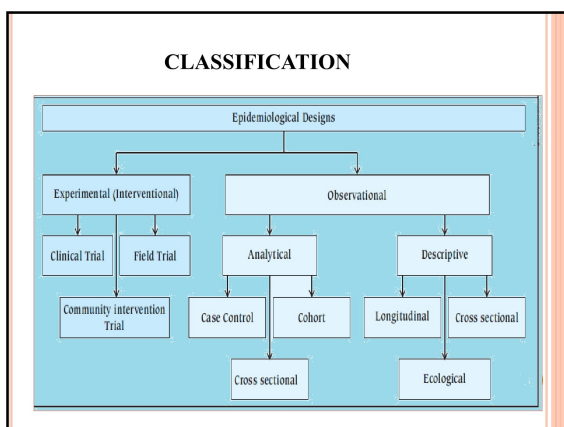 CLASSIFICATION
Epidemiological Designs
Experimental (Interventional)
Observational
Clinical Trial
Field Trial
Analytical
Descriptive
Community intervention
Trial
Case Control
Cohort
Longitudinal
Cross sectional
Cross sectional
Ecological